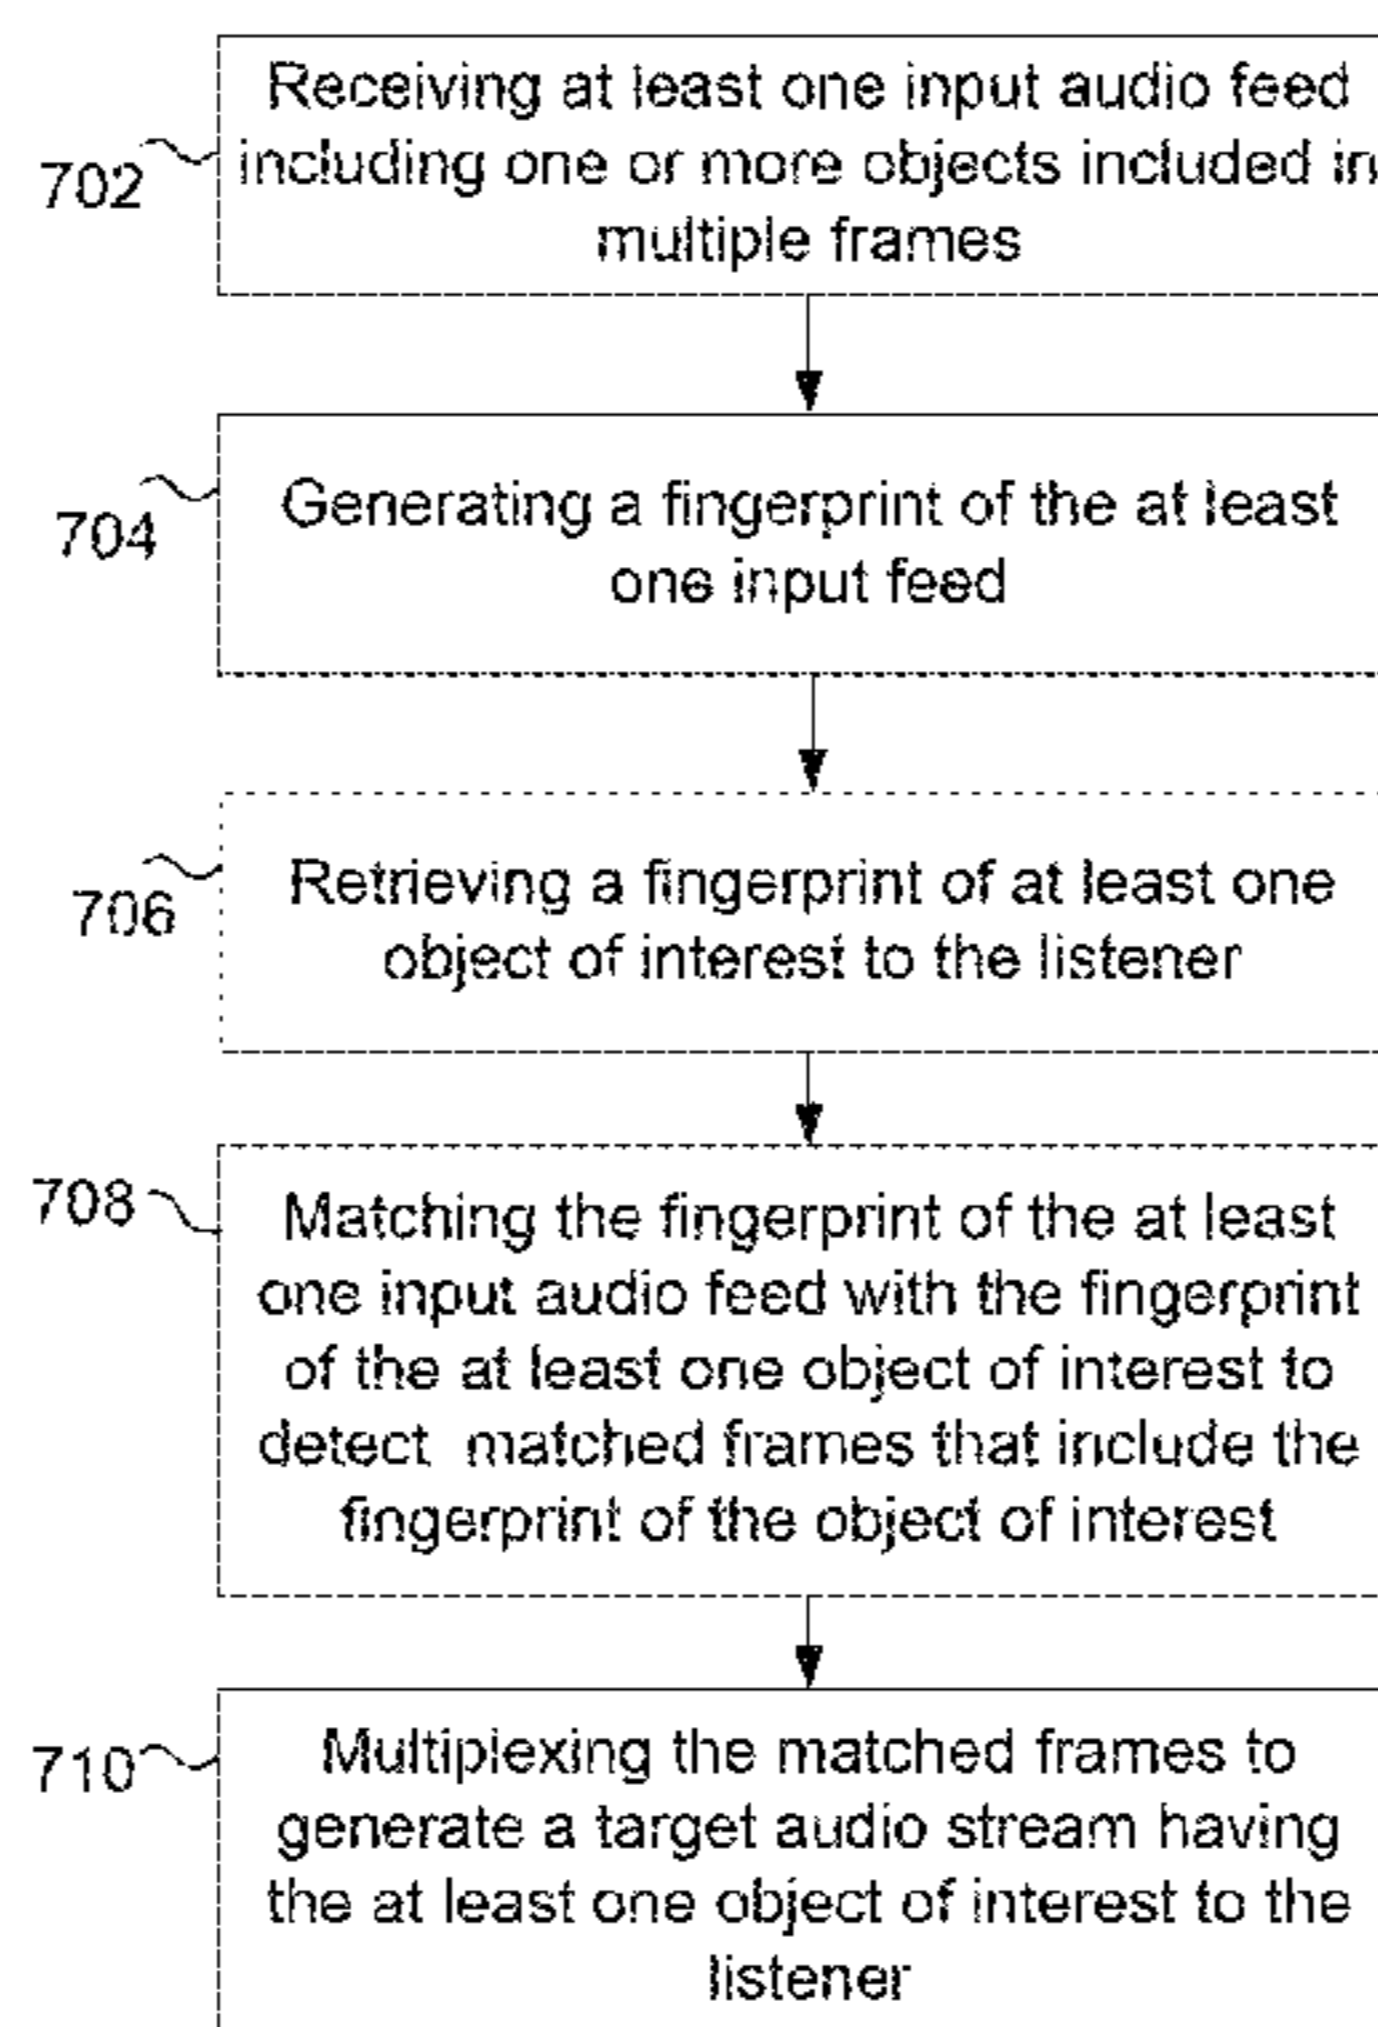 Receiving at least one input audio feed
702
including one or more objects included in
multiple frames
Generating a fingerprint of the at least
704
one input feed
Retrieving a fingerprint of at least one
706
object of interest to the listener
708
Matching the fingerprint of the at least
one input audio feed with the fingerprint
of the at least one object of interest to
detect matched frames that include the
fingerprint of the object of interest
710
Multiplexing the matched frames to
generate a target audio stream having
the at least one object of interest to the
listener